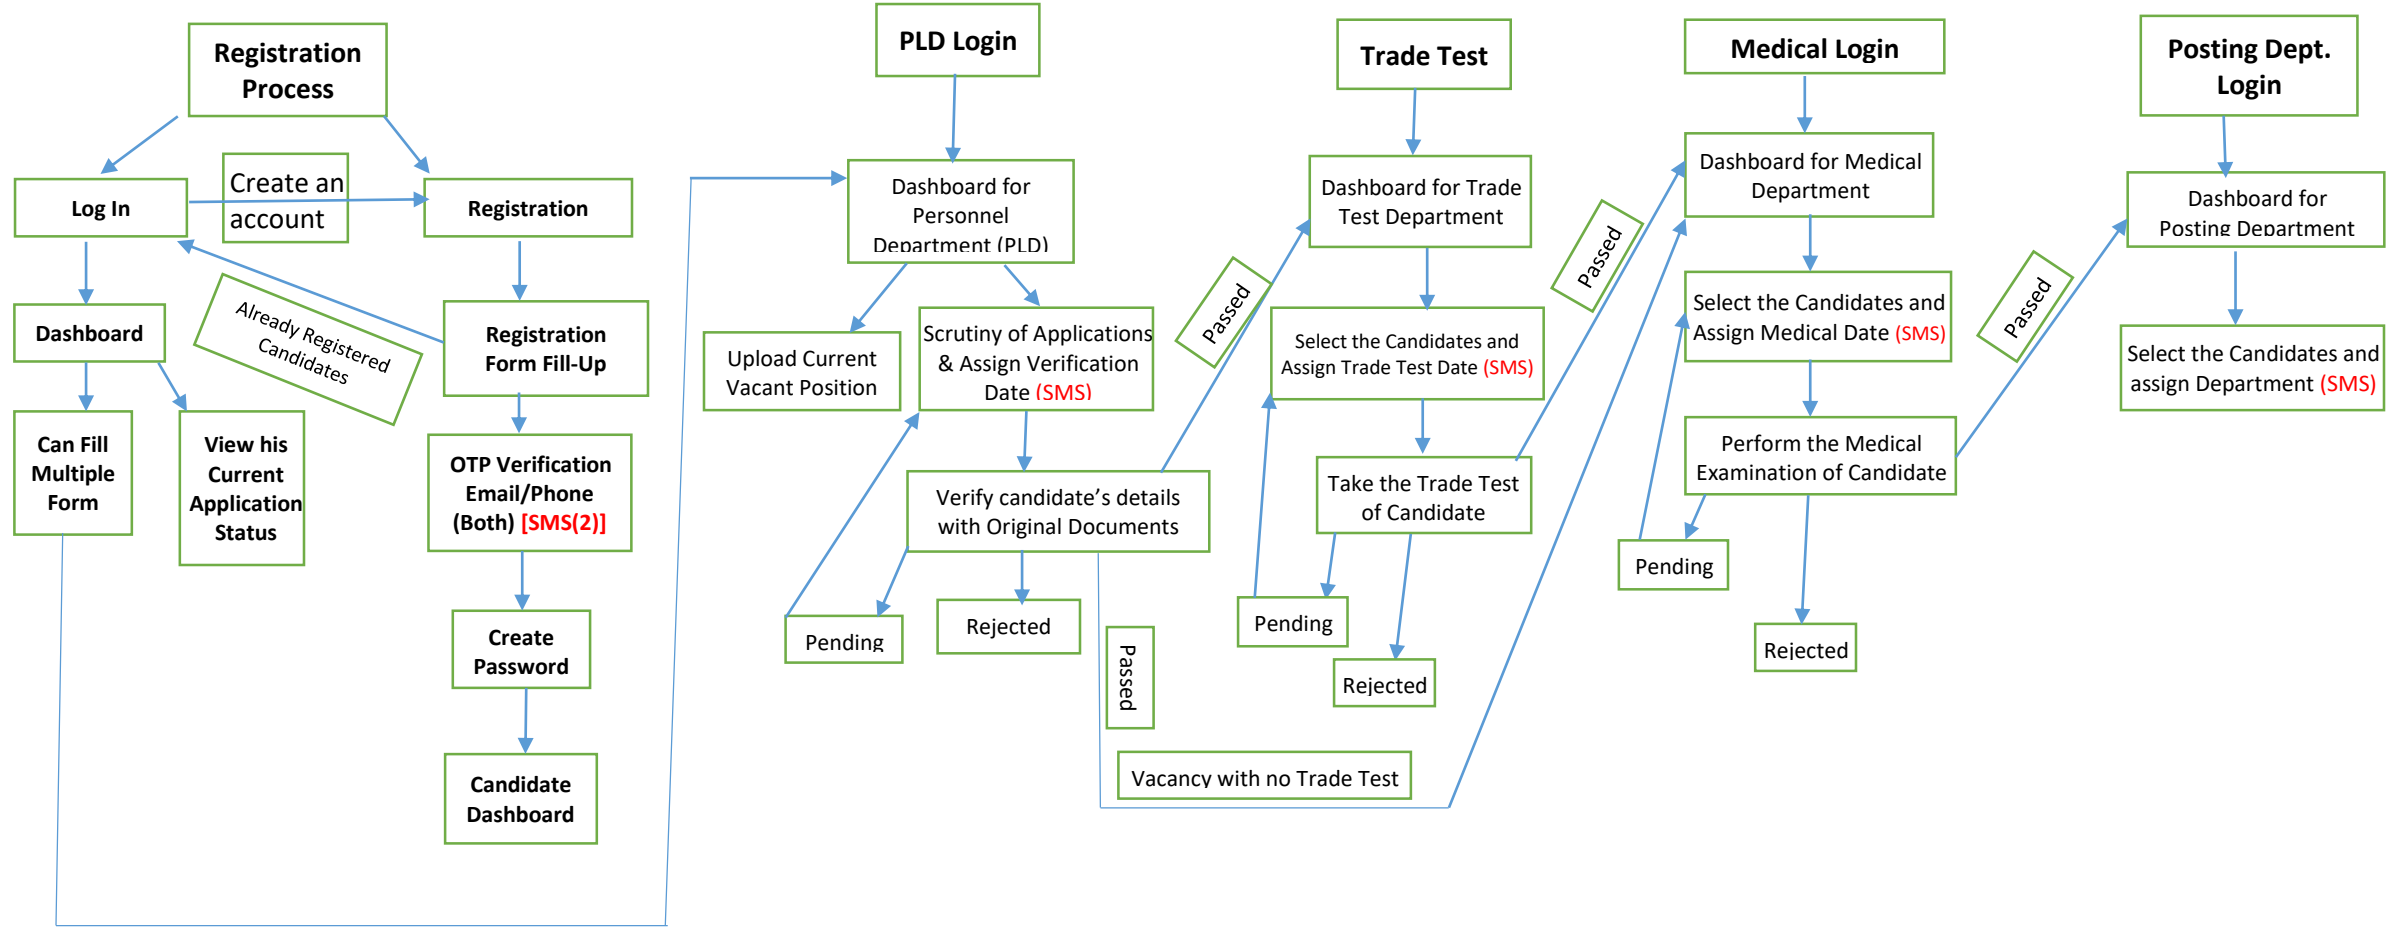 Registration
Process
Log In
Create an
account
Registration
Dashboard
Already Registered
Candidates
Registration
Form Fill-Up
Can Fill
Multiple
Form
View his
Current
Application
Status
OTP Verification
Email/Phone
(Both) [SMS(2)]
Create
Password
Candidate
Dashboard
PLD Login
Dashboard for
Personnel
Department (PLD)
Upload Current
Vacant Position
Scrutiny of Applications
& Assign Verification
Date (SMS)
Verify candidate's details
with Original Documents
Pending
Rejected
Passed
Passed
Vacancy with no Trade Test
Trade Test
Dashboard for Trade
Test Department
Select the Candidates and
Assign Trade Test Date (SMS)
Take the Trade Test
of Candidate
Pending
Rejected
Passed
Medical Login
Dashboard for Medical
Department
Select the Candidates and
Assign Medical Date (SMS)
Perform the Medical
Examination of Candidate
Pending
Rejected
Passed
Posting Dept.
Login
Dashboard for
Posting Department
Select the Candidates and
assign Department (SMS)